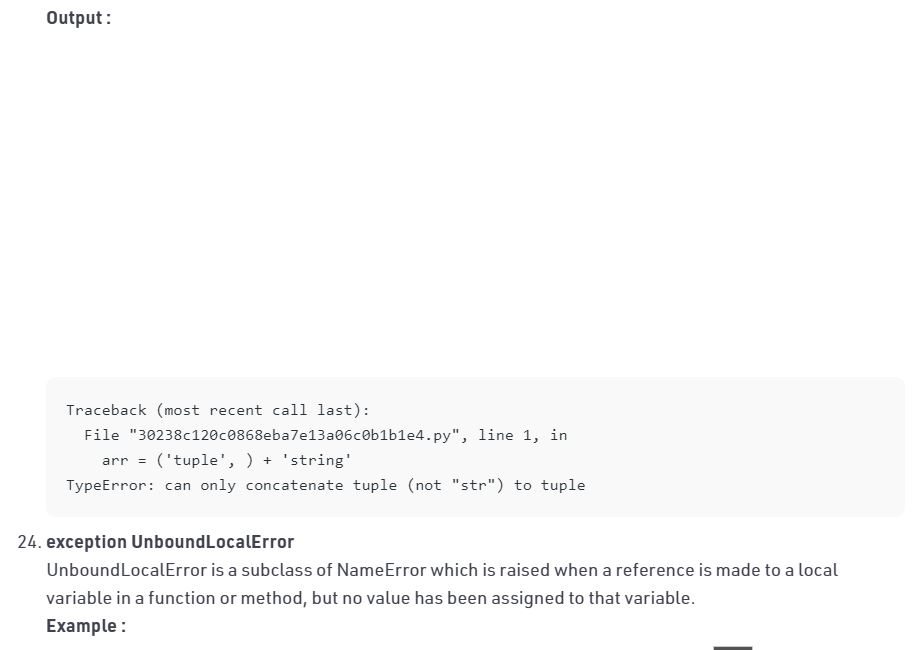 Output :
Traceback (most recent call last):
  File "30238c120c0868eba7e13a06c0b1b1e4.py", line 1, in
    arr = ('tuple', ) + 'string'
TypeError: can only concatenate tuple (not "str") to tuple
24. exception UnboundLocalError
UnboundLocalError is a subclass of NameError which is raised when a reference is made to a local
variable in a function or method, but no value has been assigned to that variable.
Example :